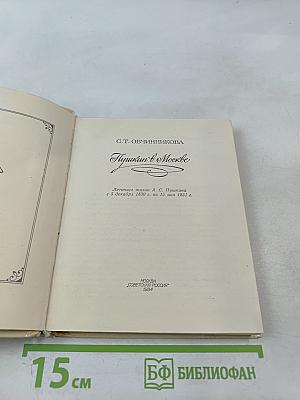 С.Т. ОВЧИННИКОВА
Пушкин в Москве
Летопись жизни А. С. Пушкина
с 5 декабря 1830 г. по 15 мая 1831 г.
МОСКВА
"СОВЕТСКАЯ РОССИЯ"
1984
15 см
БФ БИБЛИОФАН